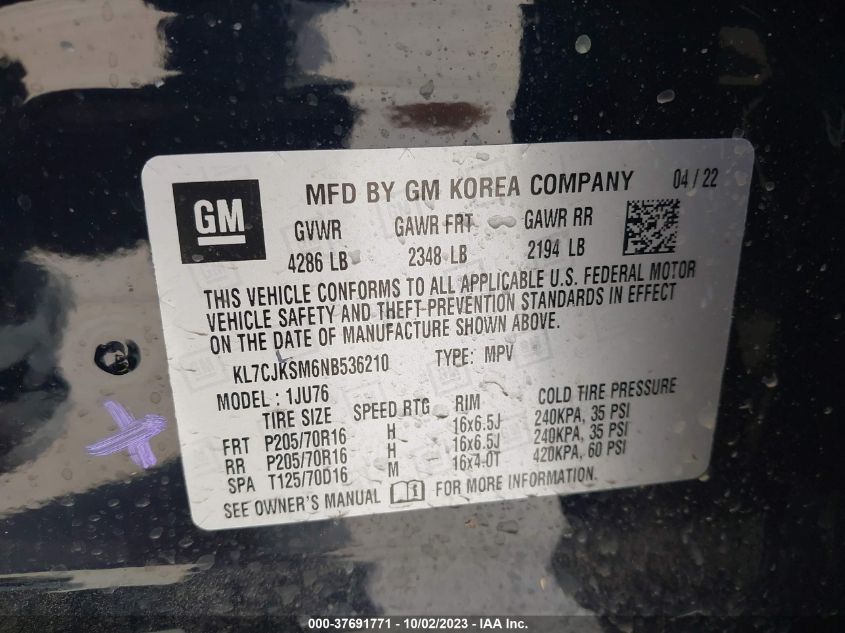 GM
MFD BY GM KOREA COMPANY 04 / 22
GVWR GAWR FRT GAWR RR
4286 LB 2348 LB 2194 LB
THIS VEHICLE CONFORMS TO ALL APPLICABLE U.S. FEDERAL MOTOR
VEHICLE SAFETY AND THEFT-PREVENTION STANDARDS IN EFFECT
ON THE DATE OF MANUFACTURE SHOWN ABOVE.
KL7CJKSM6NB536210 TYPE: MPV
MODEL : 1JU76
TIRE SIZE SPEED RTG RIM COLD TIRE PRESSURE
FRT P205/70R16 H 16x6.5J 240KPA, 35 PSI
RR P205/70R16 H 16x6.5J 240KPA, 35 PSI
SPA T125/70D16 M 16x4.0T 420KPA, 60 PSI
SEE OWNER'S MANUAL FOR MORE INFORMATION.
000-37691771 - 10/02/2023 - IAA Inc.